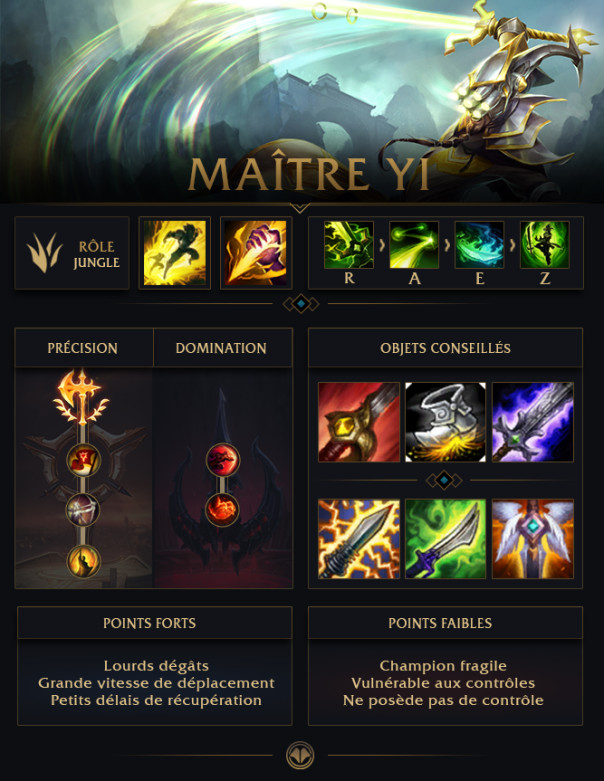 MAÎTRE YI
RÔLE
JUNGLE
R
A
E
Z
PRÉCISION
DOMINATION
OBJETS CONSEILLÉS
POINTS FORTS
Lourds dégâts
Grande vitesse de déplacement
Petits délais de récupération
POINTS FAIBLES
Champion fragile
Vulnérable aux contrôles
Ne posède pas de contrôle